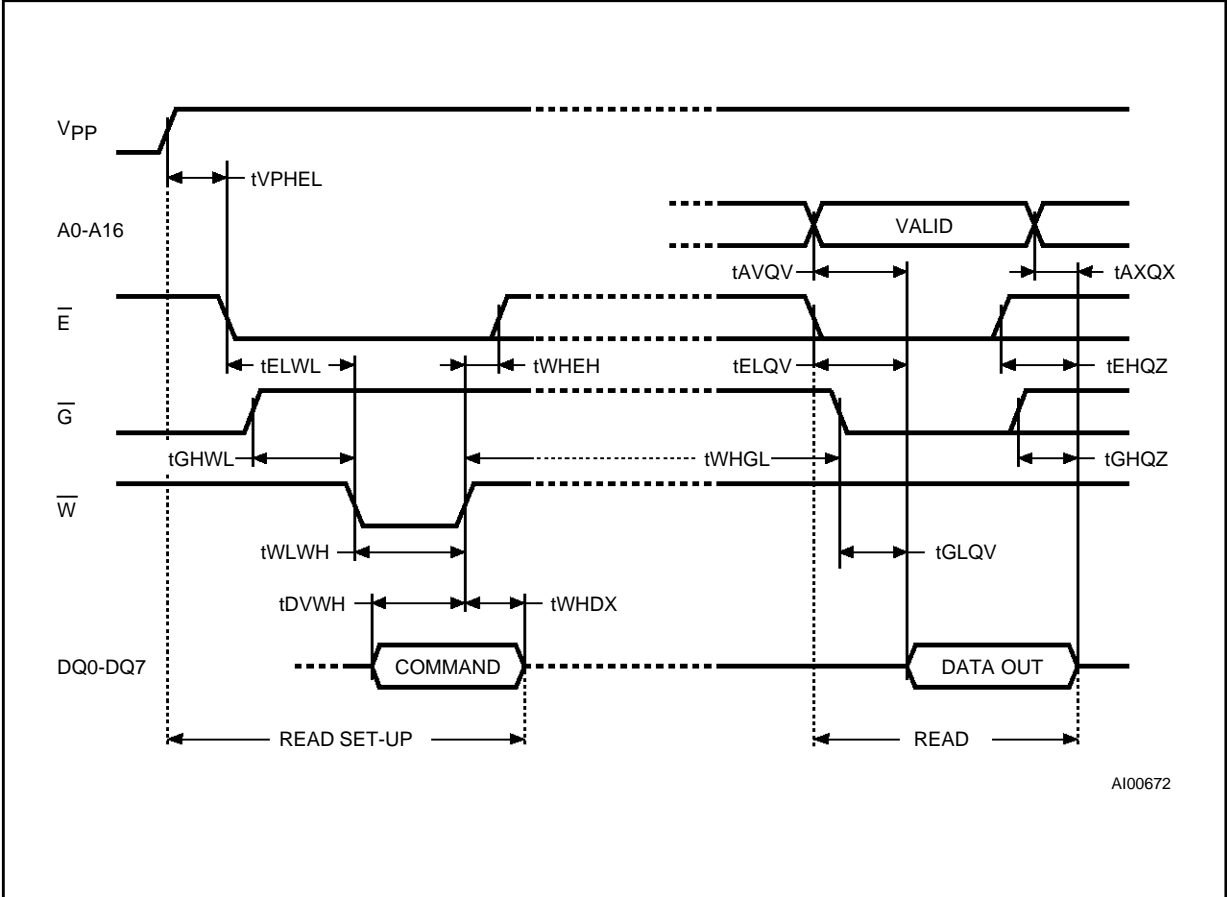 VPP
tVPHEL
A0-A16
VALID
tAVQV
tAXQX
E
tELWL
tWHEH
tELQV
tEHQZ
G
tGHWL
tWHGL
tGHQZ
W
tWLWH
tGLQV
tDVWH
tWHDX
DQ0-DQ7
COMMAND
DATA OUT
READ SET-UP
READ
AI00672